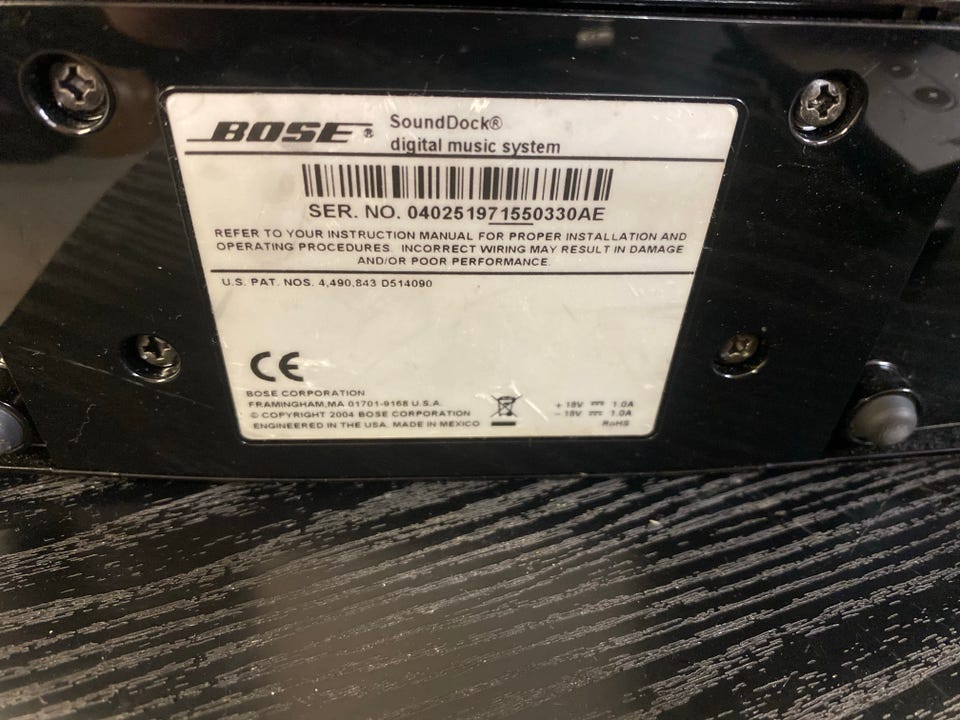 BOSE® SoundDock®
digital music system
SER. NO. 040251971550330AE
REFER TO YOUR INSTRUCTION MANUAL FOR PROPER INSTALLATION AND
OPERATING PROCEDURES. INCORRECT WIRING MAY RESULT IN DAMAGE
AND/OR POOR PERFORMANCE.
U.S. PAT. NOS. 4,490,843 D514090
CE
BOSE CORPORATION
FRAMINGHAM,MA 01701-9168 U.S.A.
© COPYRIGHT 2004 BOSE CORPORATION
ENGINEERED IN THE USA. MADE IN MEXICO
+18V 1.0A
-18V 1.0A
RoHS